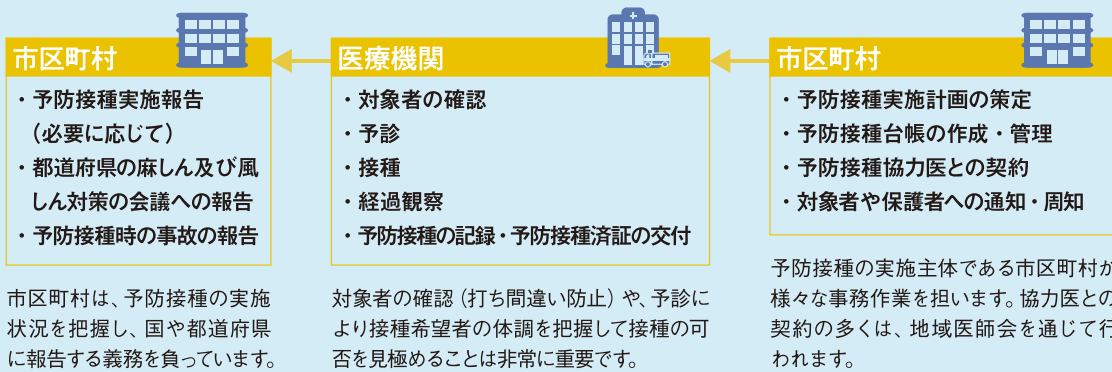 市区町村
・予防接種実施計画の策定
・予防接種台帳の作成・管理
・予防接種協力医との契約
・対象者や保護者への通知・周知
予防接種の実施主体である市区町村が
様々な事務作業を担います。協力医との
契約の多くは、地域医師会を通じて行
われます。
医療機関
・対象者の確認
・予診
・接種
・経過観察
・予防接種の記録・予防接種済証の交付
対象者の確認（打ち間違い防止）や、予診に
より接種希望者の体調を把握して接種の可
否を見極めることは非常に重要です。
市区町村
・予防接種実施報告
（必要に応じて）
・都道府県の麻しん及び風
しん対策の会議への報告
・予防接種時の事故の報告
市区町村は、予防接種の実施
状況を把握し、国や都道府県
に報告する義務を負っています。